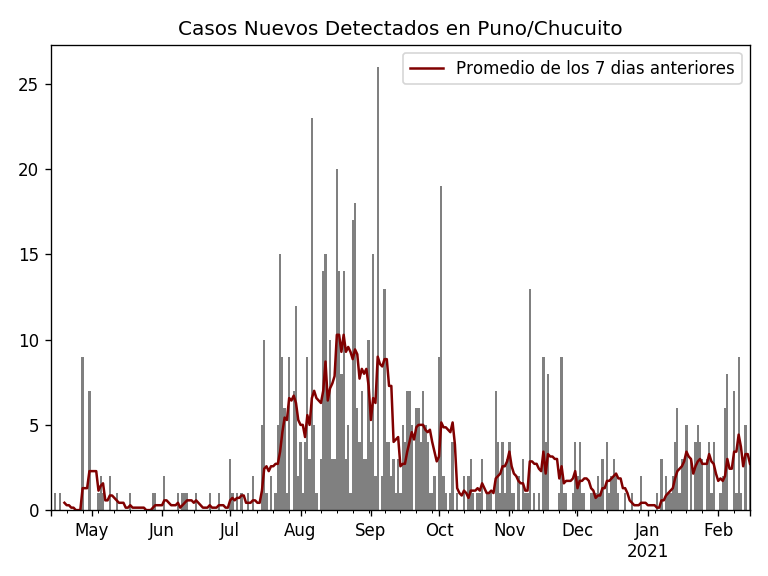 Casos Nuevos Detectados en Puno/Chucuito
Promedio de los 7 dias anteriores
25
20
15
10
5
0
May Jun Jul Aug Sep Oct Nov Dec Jan Feb
2021